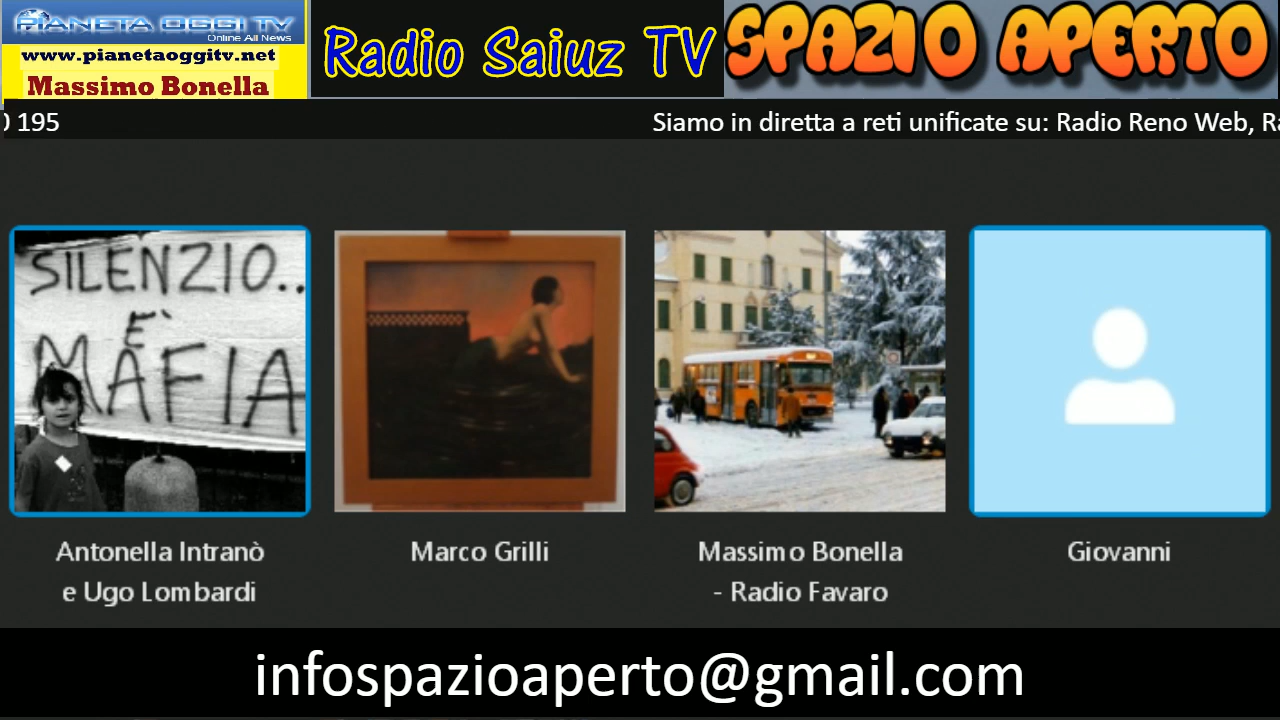 PIANETA OGGI TV
Online All News
www.pianetaoggitv.net
Massimo Bonella
Radio Saiuz TV
SPAZIO APERTO
195
Siamo in diretta a reti unificate su: Radio Reno Web,
SILENZIO..
E'
MAFIA
Antonella Intranò
e Ugo Lombardi
Marco Grilli
Massimo Bonella
- Radio Favaro
Giovanni
infospazioaperto@gmail.com